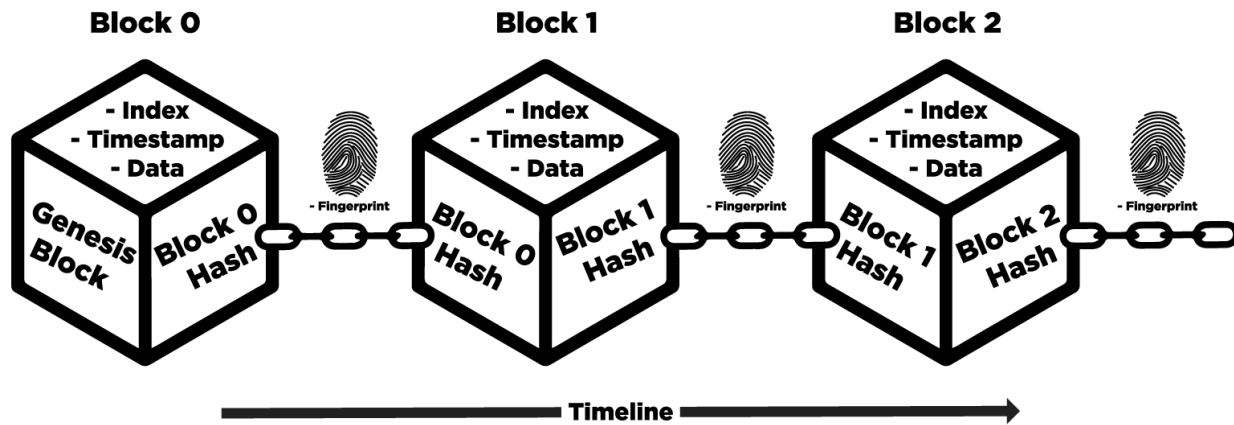 Block 0
- Index
- Timestamp
- Data
Genesis
Block
Block 0
Hash
- Fingerprint
Block 1
- Index
- Timestamp
- Data
Block 0
Hash
Block 1
Hash
- Fingerprint
Block 2
- Index
- Timestamp
- Data
Block 1
Hash
Block 2
Hash
- Fingerprint
Timeline